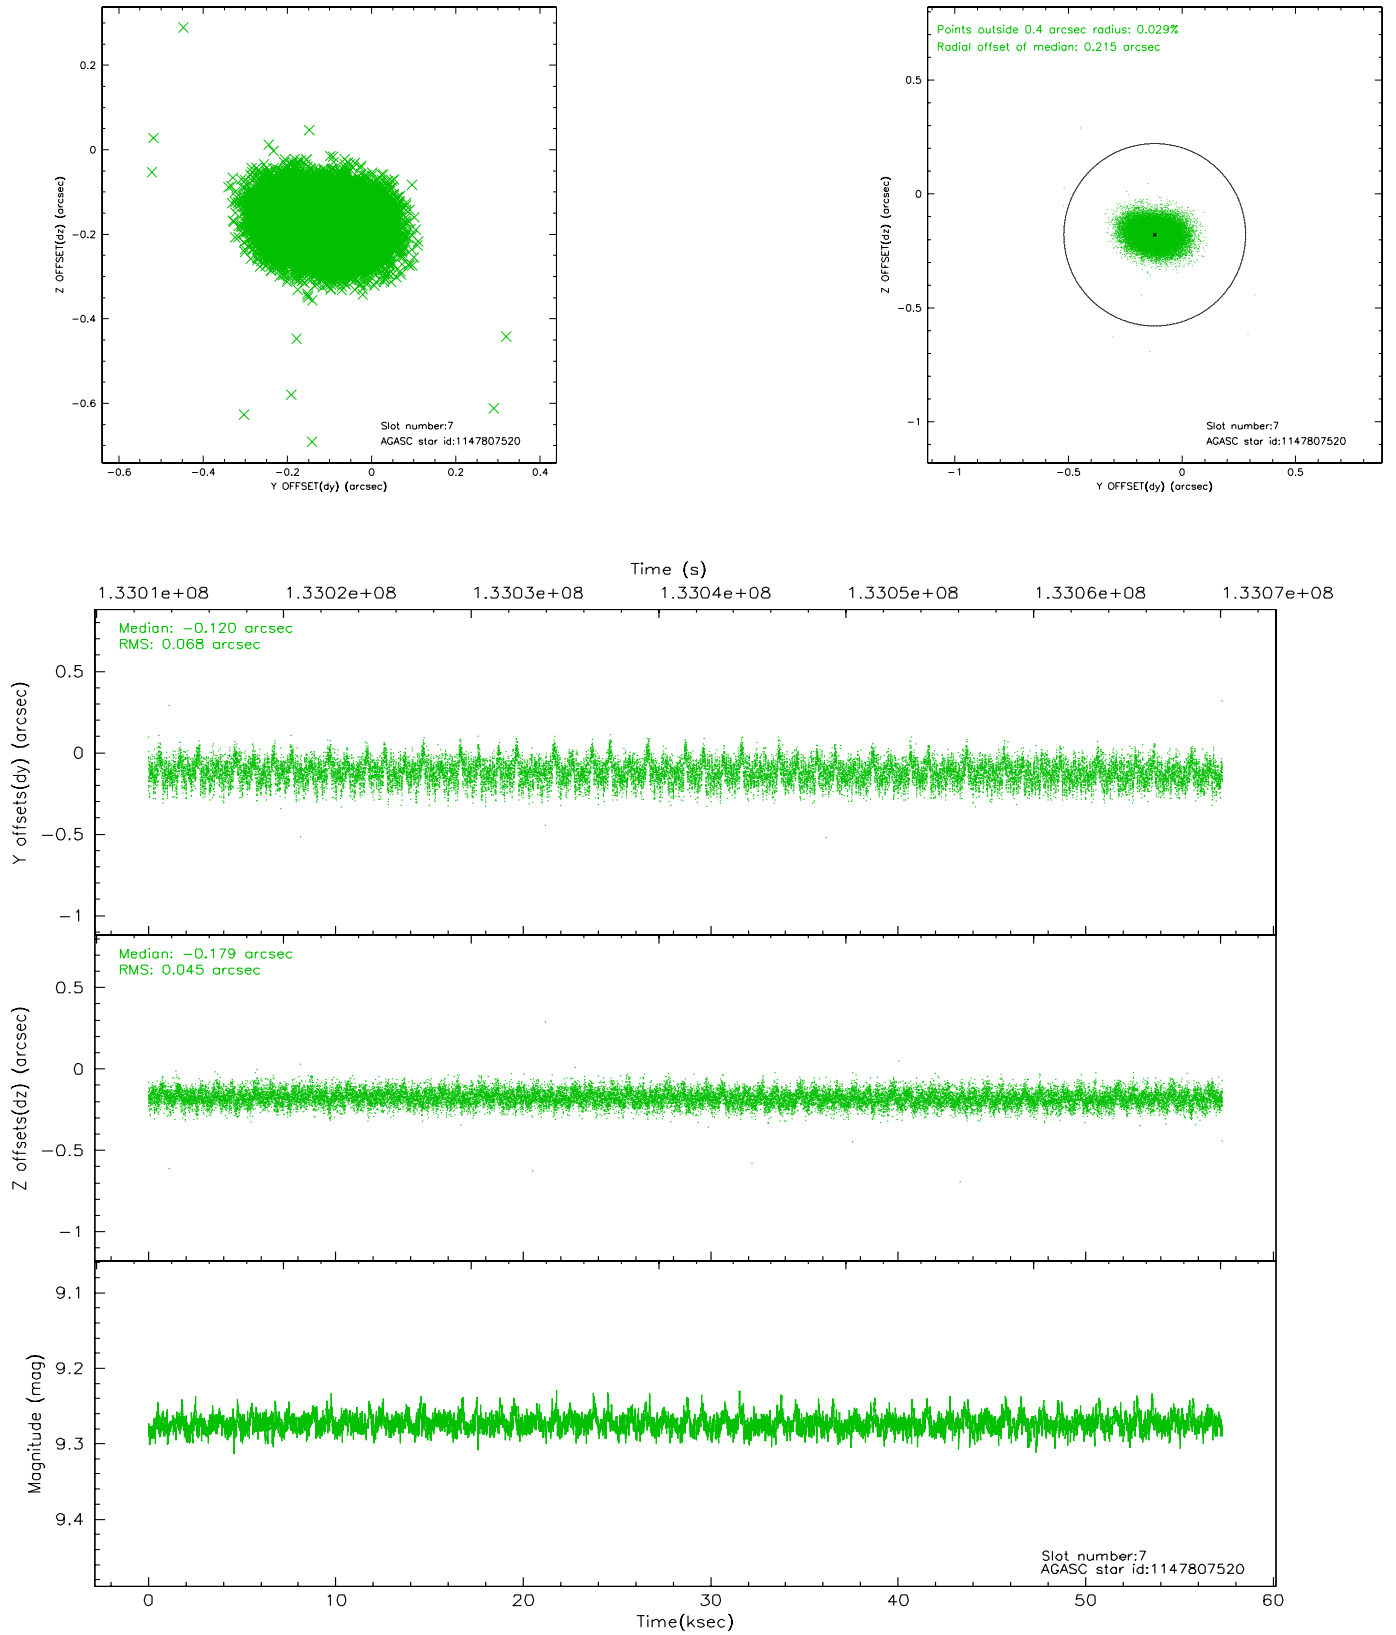 0.2
0
−0.2
−0.4
−0.6
Z OFFSET(dz) (arcsec)
Slot number:7
AGASC star id:1147807520
−0.6 −0.4 −0.2 0 0.2 0.4
Y OFFSET(dy) (arcsec)
Points outside 0.4 arcsec radius: 0.029%
Radial offset of median: 0.215 arcsec
0.5
0
−0.5
−1
Z OFFSET(dz) (arcsec)
Slot number:7
AGASC star id:1147807520
−1 −0.5 0 0.5
Y OFFSET(dy) (arcsec)
Time (s)
1.3301e+08 1.3302e+08 1.3303e+08 1.3304e+08 1.3305e+08 1.3306e+08 1.3307e+08
Median: −0.120 arcsec
RMS: 0.068 arcsec
0.5
0
−0.5
−1
Y offsets(dy) (arcsec)
Median: −0.179 arcsec
RMS: 0.045 arcsec
0.5
0
−0.5
−1
Z offsets(dz) (arcsec)
9.1
9.2
9.3
9.4
Magnitude (mag)
Slot number:7
AGASC star id:1147807520
0 10 20 30 40 50 60
Time(ksec)